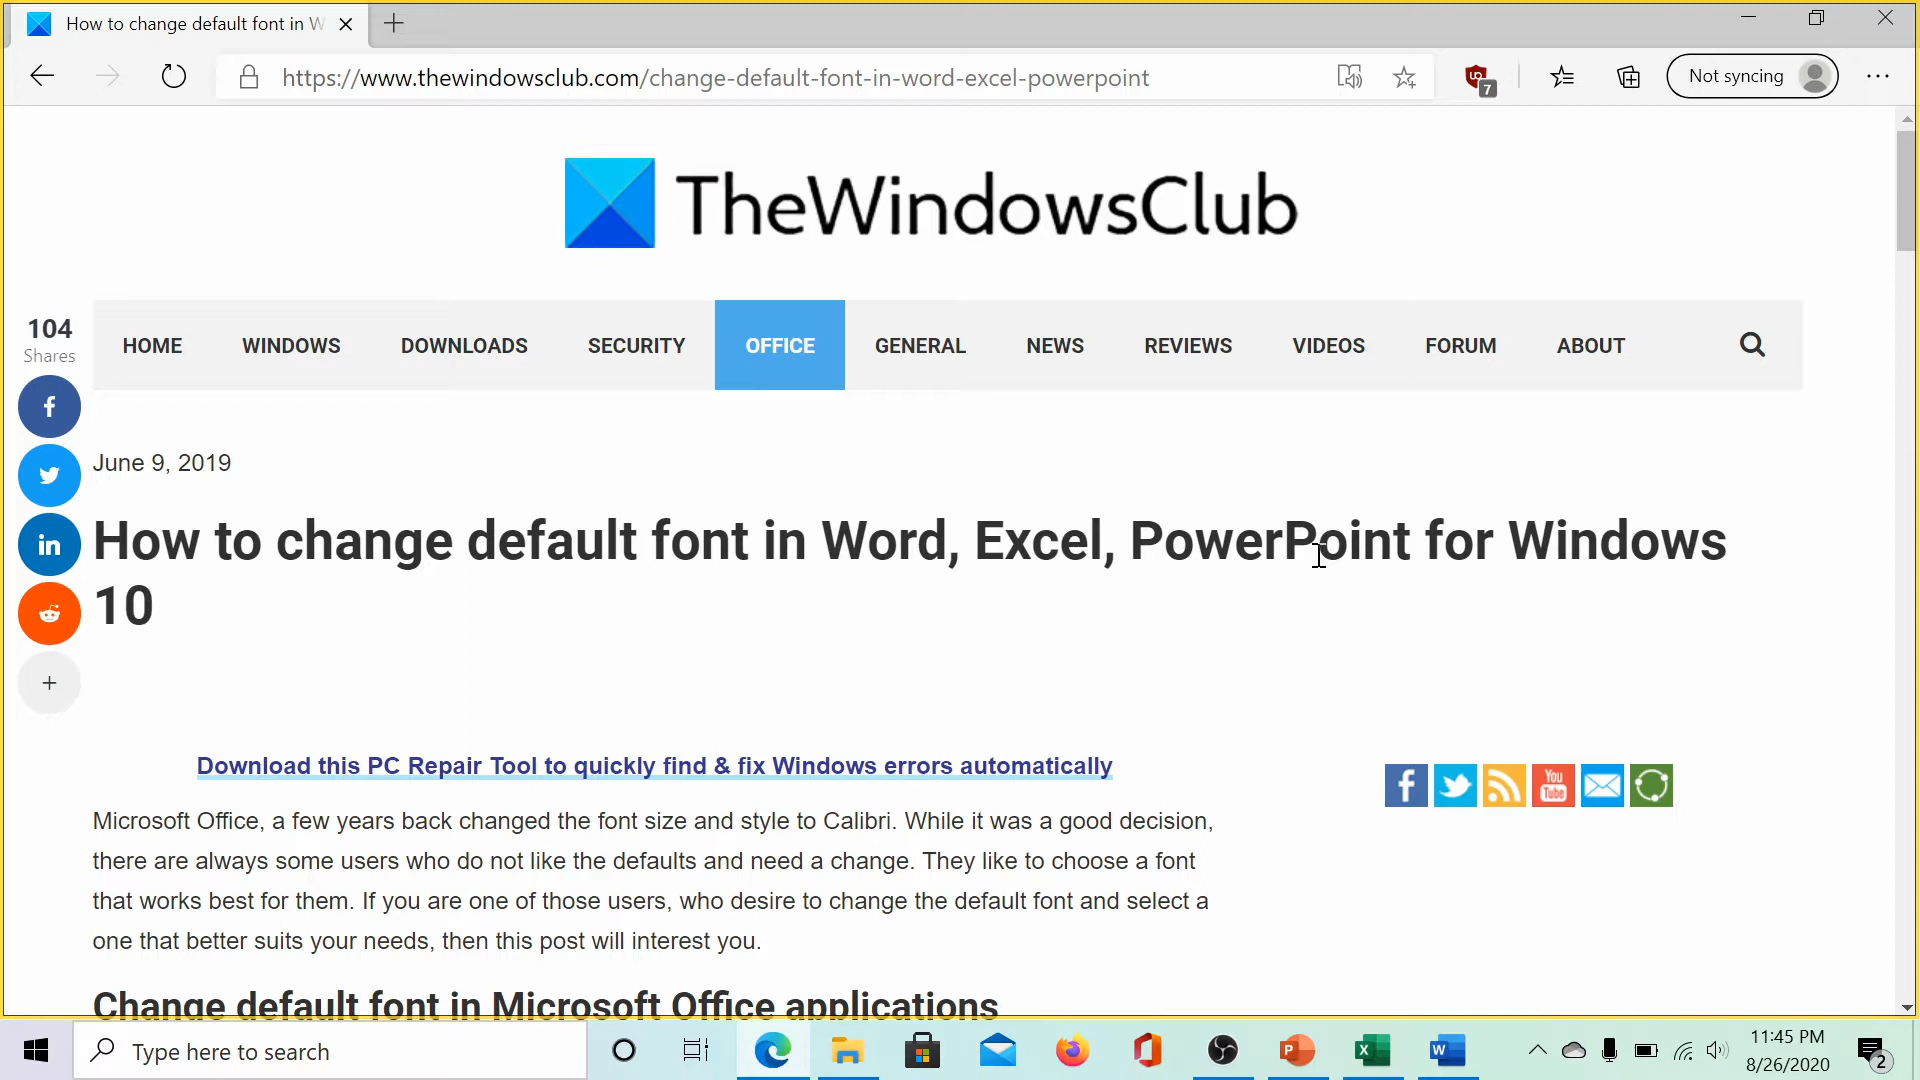 How to change default font in W
https://www.thewindowsclub.com/change-default-font-in-word-excel-powerpoint
7
Not syncing
TheWindowsClub
HOME WINDOWS DOWNLOADS SECURITY OFFICE GENERAL NEWS REVIEWS VIDEOS FORUM ABOUT
104
Shares
f
in
+
June 9, 2019
How to change default font in Word, Excel, PowerPoint for Windows
10
Download this PC Repair Tool to quickly find & fix Windows errors automatically
f
You
Tube
Microsoft Office, a few years back changed the font size and style to Calibri. While it was a good decision,
there are always some users who do not like the defaults and need a change. They like to choose a font
that works best for them. If you are one of those users, who desire to change the default font and select a
one that better suits your needs, then this post will interest you.
Change default font in Microsoft Office applications
Type here to search
P
X
W
11:45 PM
8/26/2020
2